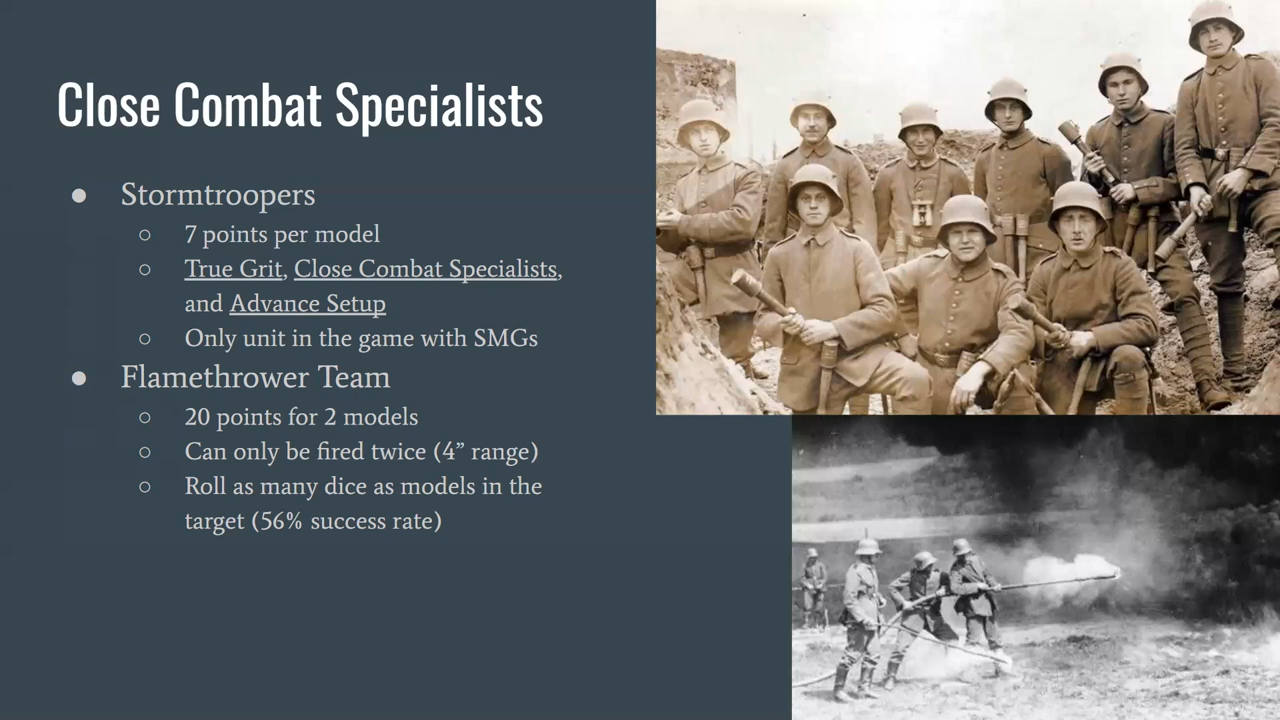 Close Combat Specialists
● Stormtroopers
○ 7 points per model
○ True Grit, Close Combat Specialists,
and Advance Setup
○ Only unit in the game with SMGs
● Flamethrower Team
○ 20 points for 2 models
○ Can only be fired twice (4” range)
○ Roll as many dice as models in the
target (56% success rate)